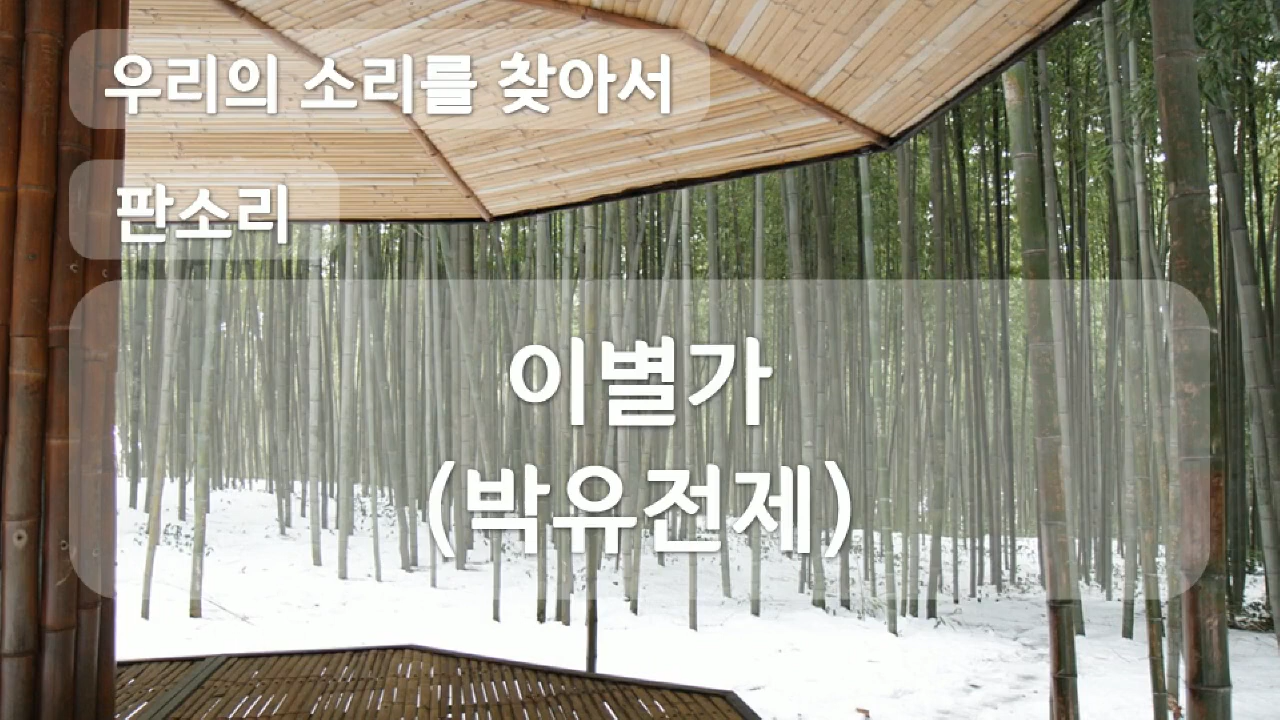 우리의 소리를 찾아서
판소리
이별가
(박유전제)